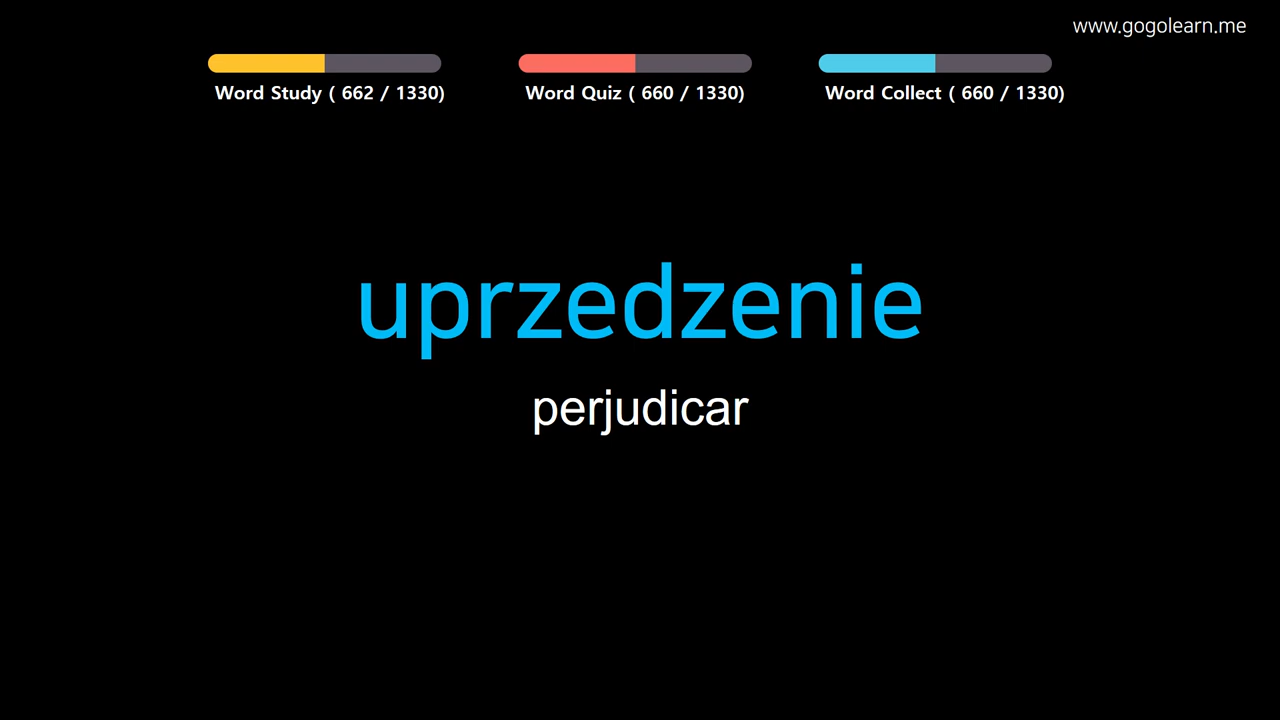 www.gogolearn.me
Word Study ( 662 / 1330)
Word Quiz ( 660 / 1330)
Word Collect ( 660 / 1330)
uprzedzenie
perjudicar